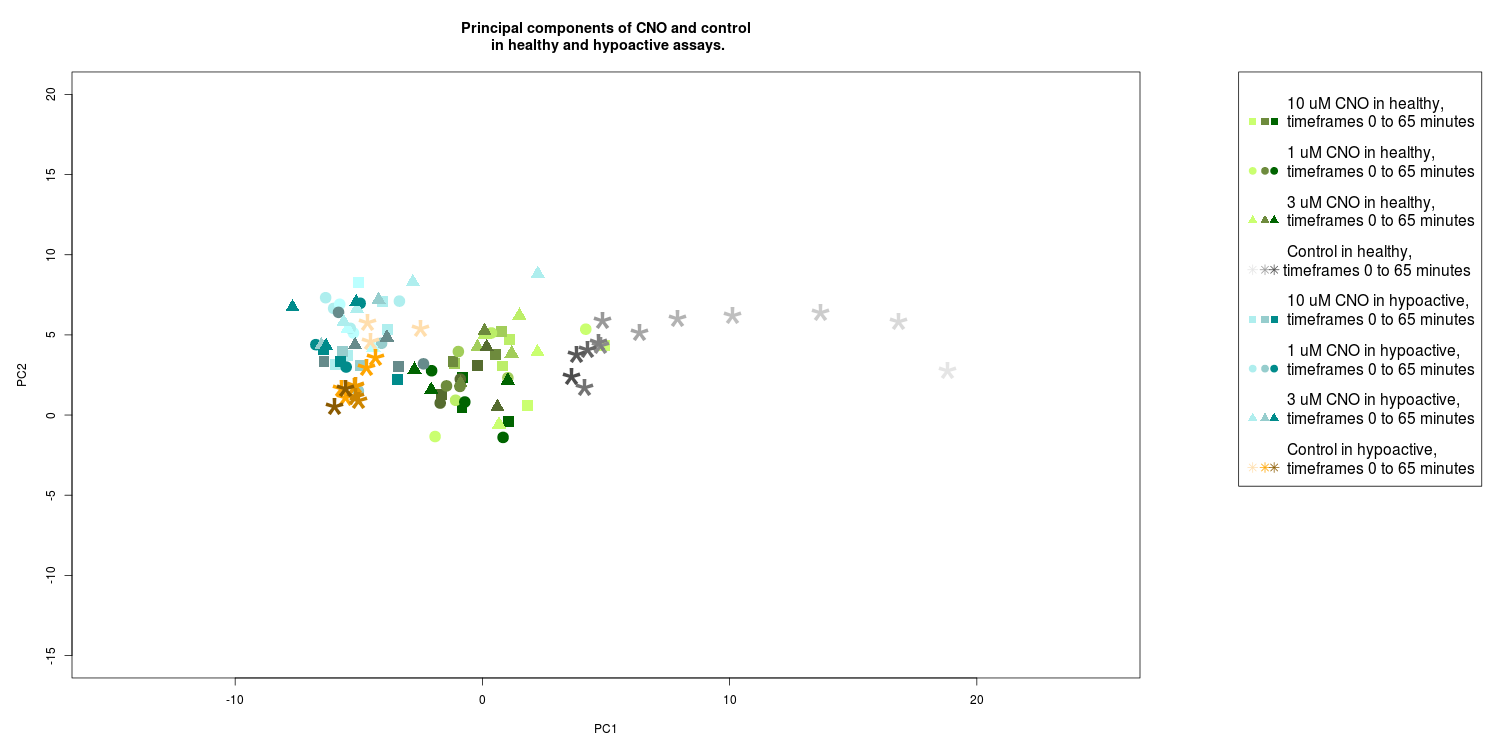 Principal components of CNO and control
in healthy and hypoactive assays.
20
15
10
5
0
-5
-10
-15
PC2
-10
0
10
20
PC1
10 uM CNO in healthy,
timeframes 0 to 65 minutes
1 uM CNO in healthy,
timeframes 0 to 65 minutes
3 uM CNO in healthy,
timeframes 0 to 65 minutes
Control in healthy,
timeframes 0 to 65 minutes
10 uM CNO in hypoactive,
timeframes 0 to 65 minutes
1 uM CNO in hypoactive,
timeframes 0 to 65 minutes
3 uM CNO in hypoactive,
timeframes 0 to 65 minutes
Control in hypoactive,
timeframes 0 to 65 minutes